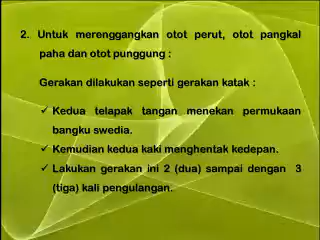 2. Untuk merenggangkan otot perut, otot pangkal
paha dan otot punggung :
Gerakan dilakukan seperti gerakan katak :
✓ Kedua telapak tangan menekan permukaan
bangku swedia.
✓ Kemudian kedua kaki menghentak kedepan.
✓ Lakukan gerakan ini 2 (dua) sampai dengan 3
(tiga) kali pengulangan.